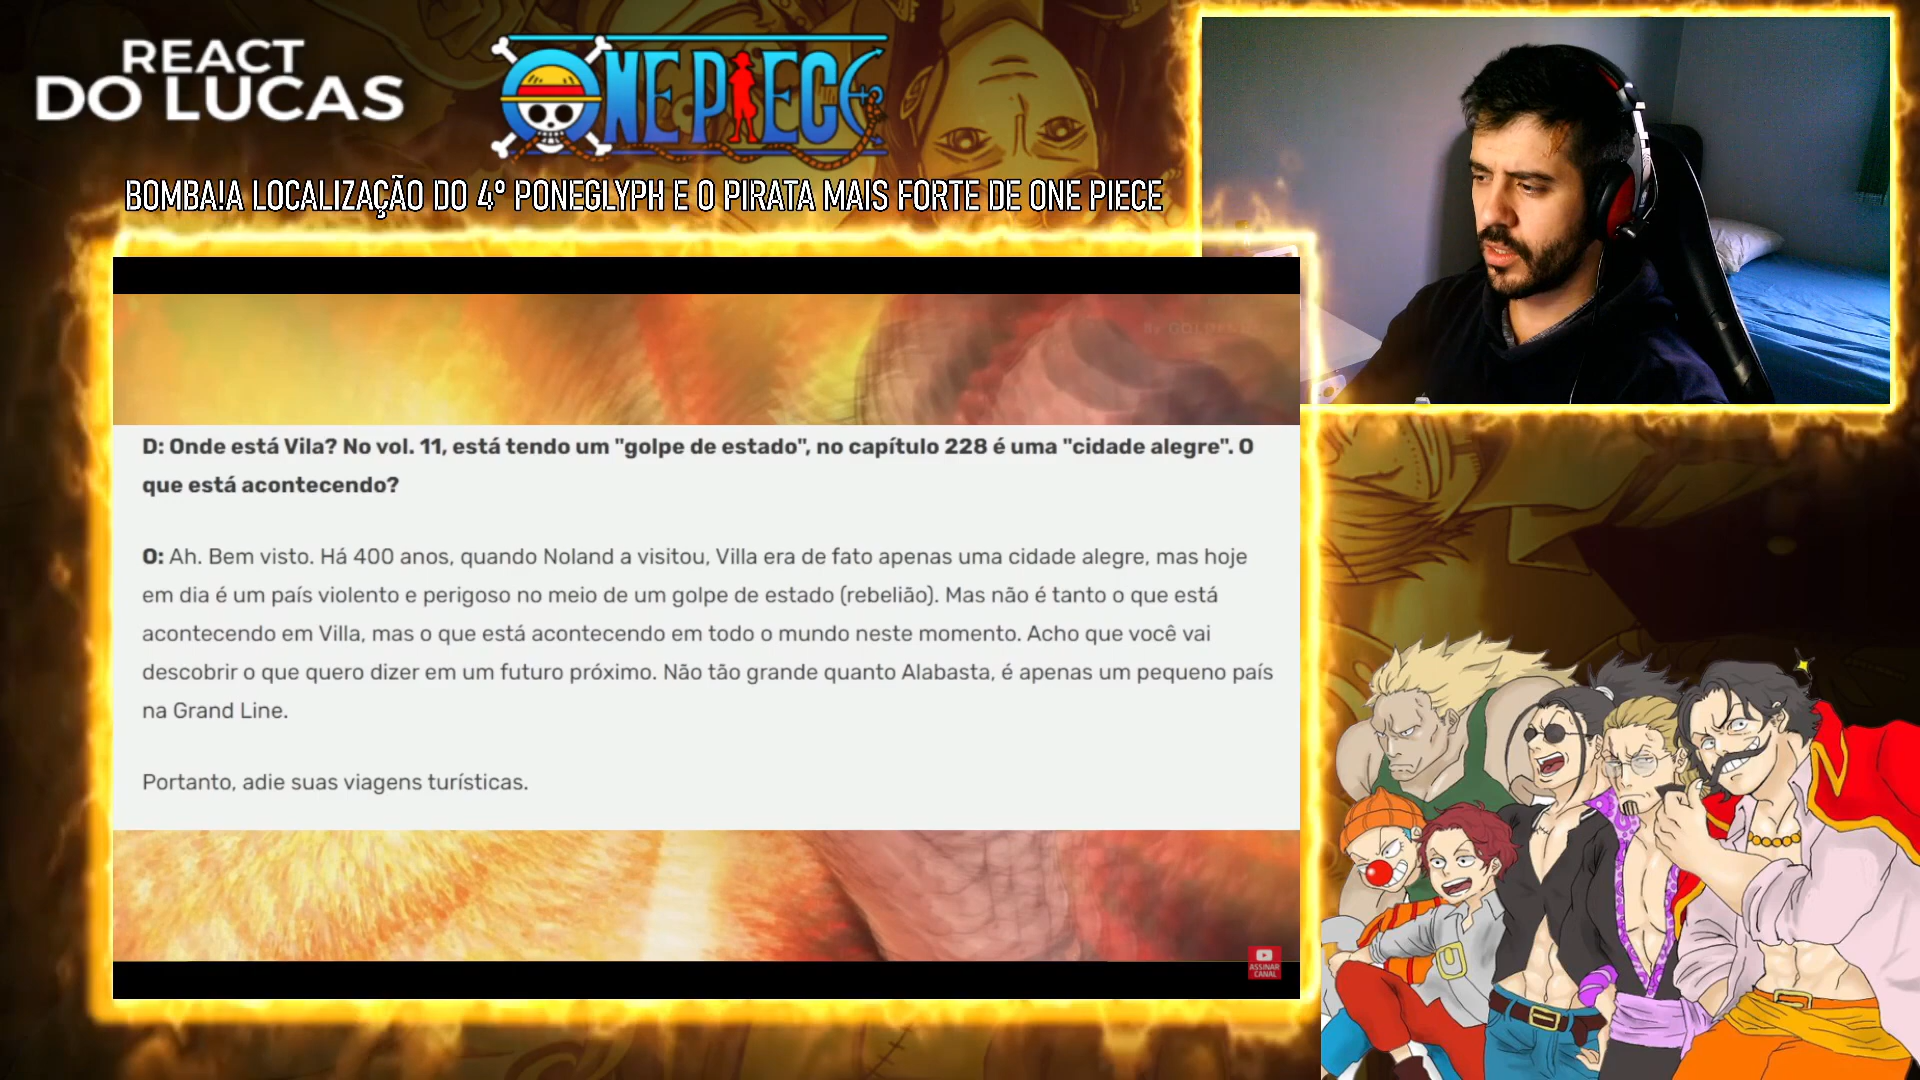 REACT
DO LUCAS
ONE PIECE
BOMBA!A LOCALIZAÇÃO DO 4º PONEGLYPH E O PIRATA MAIS FORTE DE ONE PIECE
D: Onde está Vila? No vol. 11, está tendo um "golpe de estado", no capítulo 228 é uma "cidade alegre". O
que está acontecendo?
O: Ah. Bem visto. Há 400 anos, quando Noland a visitou, Villa era de fato apenas uma cidade alegre, mas hoje
em dia é um país violento e perigoso no meio de um golpe de estado (rebelião). Mas não é tanto o que está
acontecendo em Villa, mas o que está acontecendo em todo o mundo neste momento. Acho que você vai
descobrir o que quero dizer em um futuro próximo. Não tão grande quanto Alabasta, é apenas um pequeno país
na Grand Line.
Portanto, adie suas viagens turísticas.
ASSINAR
CANAL